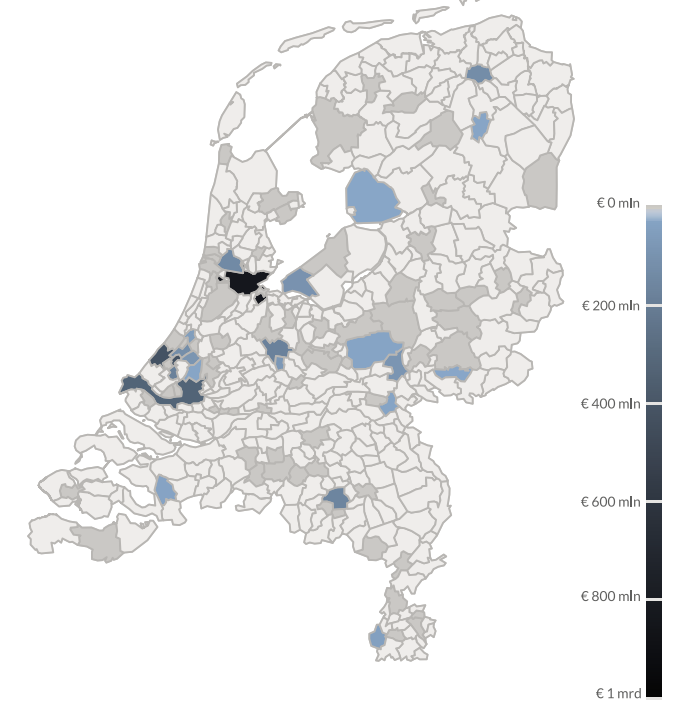 € 0 mln
€ 200 mln
€ 400 mln
€ 600 mln
€ 800 mln
€ 1 mrd